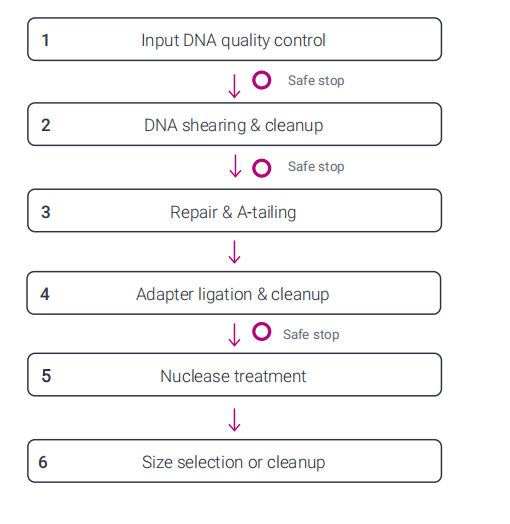 1 Input DNA quality control
Safe stop
2 DNA shearing & cleanup
Safe stop
3 Repair & A-tailing
4 Adapter ligation & cleanup
Safe stop
5 Nuclease treatment
6 Size selection or cleanup